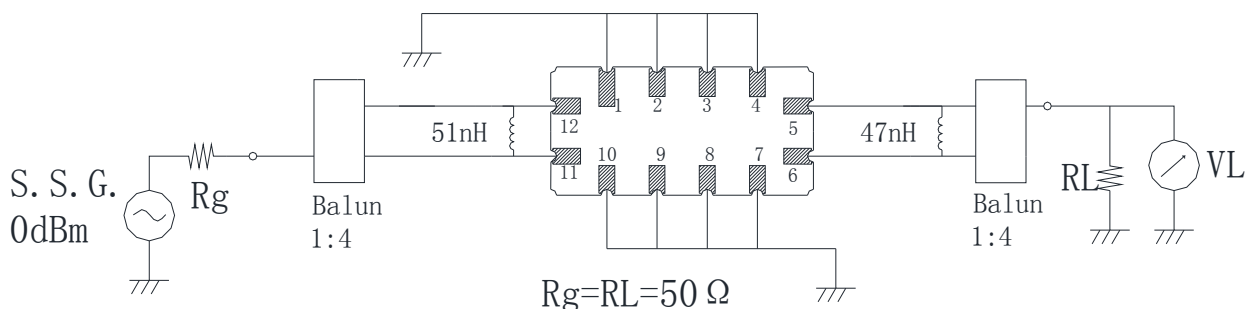 1
2
3
4
12
5
51nH
47nH
10
9
8
7
11
6
S.S.G.
0dBm
Rg
Balun
1:4
Balun
1:4
RL
VL
Rg=RL=50Ω